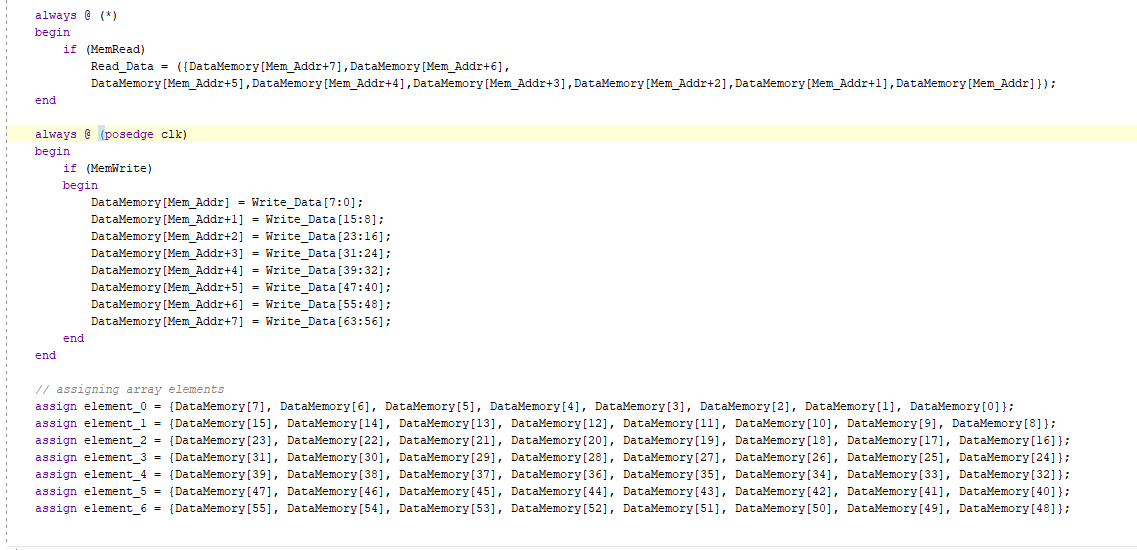 always @ (*)
begin
if (MemRead)
Read_Data = ({DataMemory[Mem_Addr+7],DataMemory[Mem_Addr+6],
DataMemory[Mem_Addr+5],DataMemory[Mem_Addr+4],DataMemory[Mem_Addr+3],DataMemory[Mem_Addr+2],DataMemory[Mem_Addr+1],DataMemory[Mem_Addr]});
end
always @ (posedge clk)
begin
if (MemWrite)
begin
DataMemory[Mem_Addr] = Write_Data[7:0];
DataMemory[Mem_Addr+1] = Write_Data[15:8];
DataMemory[Mem_Addr+2] = Write_Data[23:16];
DataMemory[Mem_Addr+3] = Write_Data[31:24];
DataMemory[Mem_Addr+4] = Write_Data[39:32];
DataMemory[Mem_Addr+5] = Write_Data[47:40];
DataMemory[Mem_Addr+6] = Write_Data[55:48];
DataMemory[Mem_Addr+7] = Write_Data[63:56];
end
end
// assigning array elements
assign element_0 = {DataMemory[7], DataMemory[6], DataMemory[5], DataMemory[4], DataMemory[3], DataMemory[2], DataMemory[1], DataMemory[0]};
assign element_1 = {DataMemory[15], DataMemory[14], DataMemory[13], DataMemory[12], DataMemory[11], DataMemory[10], DataMemory[9], DataMemory[8]};
assign element_2 = {DataMemory[23], DataMemory[22], DataMemory[21], DataMemory[20], DataMemory[19], DataMemory[18], DataMemory[17], DataMemory[16]};
assign element_3 = {DataMemory[31], DataMemory[30], DataMemory[29], DataMemory[28], DataMemory[27], DataMemory[26], DataMemory[25], DataMemory[24]};
assign element_4 = {DataMemory[39], DataMemory[38], DataMemory[37], DataMemory[36], DataMemory[35], DataMemory[34], DataMemory[33], DataMemory[32]};
assign element_5 = {DataMemory[47], DataMemory[46], DataMemory[45], DataMemory[44], DataMemory[43], DataMemory[42], DataMemory[41], DataMemory[40]};
assign element_6 = {DataMemory[55], DataMemory[54], DataMemory[53], DataMemory[52], DataMemory[51], DataMemory[50], DataMemory[49], DataMemory[48]};